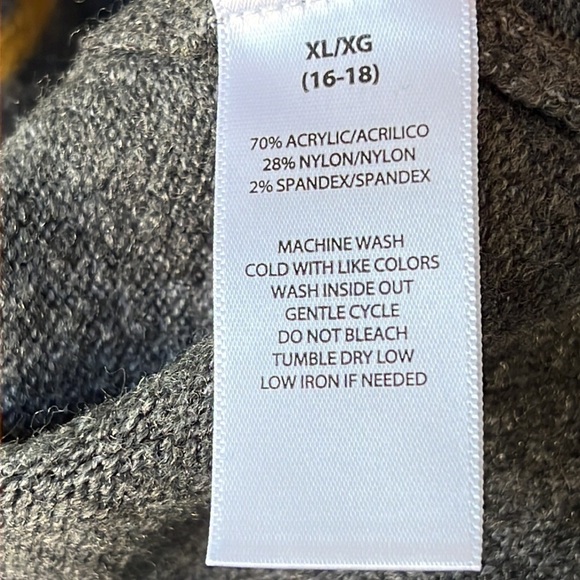 XL/XG
(16-18)
70% ACRYLIC/ACRILICO
28% NYLON/NYLON
2% SPANDEX/SPANDEX
MACHINE WASH
COLD WITH LIKE COLORS
WASH INSIDE OUT
GENTLE CYCLE
DO NOT BLEACH
TUMBLE DRY LOW
LOW IRON IF NEEDED